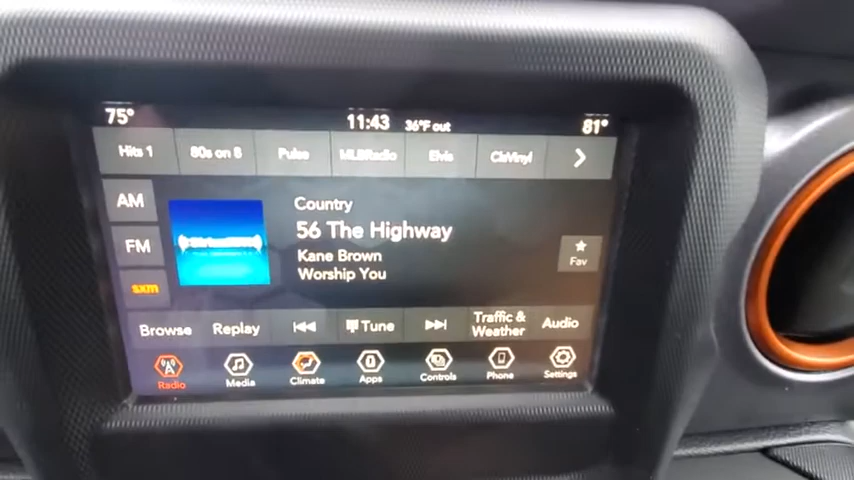 75° 11:43 36°F out 81°
Hits 1 80s on 8 Pulse MLBRadio Elvis ClsVinyl
AM
FM
sxm
SiriusXM
Country
56 The Highway
Kane Brown
Worship You
Fav
Browse Replay Tune Traffic & Weather Audio
Radio Media Climate Apps Controls Phone Settings